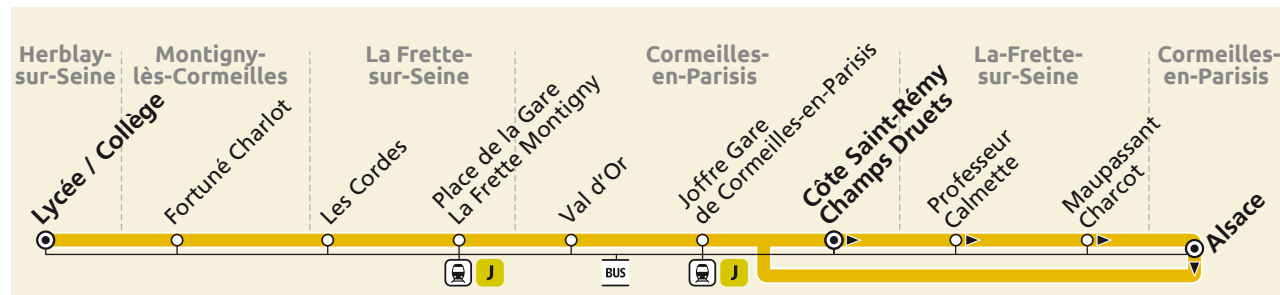 Herblay-
sur-Seine
Montigny-
lès-Cormeilles
La Frette-
sur-Seine
Cormeilles-
en-Parisis
La-Frette-
sur-Seine
Cormeilles-
en-Parisis
Lycée / Collège
Fortuné Charlot
Les Cordes
Place de la Gare
La Frette Montigny
Val d'Or
Joffre Gare
de Cormeilles-en-Parisis
Côte Saint-Rémy
Champs Druets
Professeur
Calmette
Maupassant
Charcot
Alsace
J
BUS
J